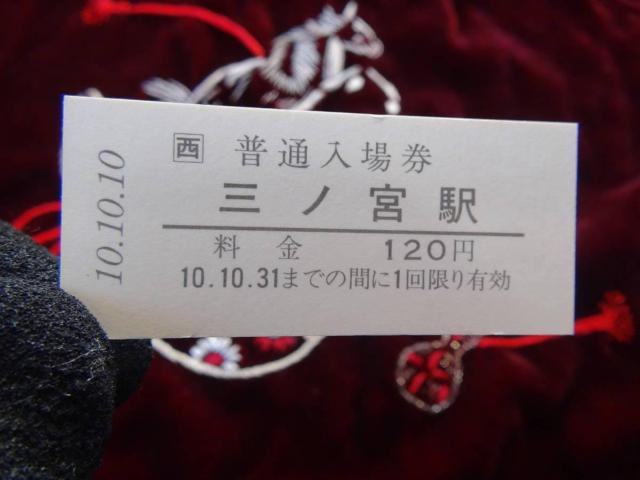 10.10.10
西 普通入場券
三ノ宮駅
料金 120円
10.10.31までの間に1回限り有効